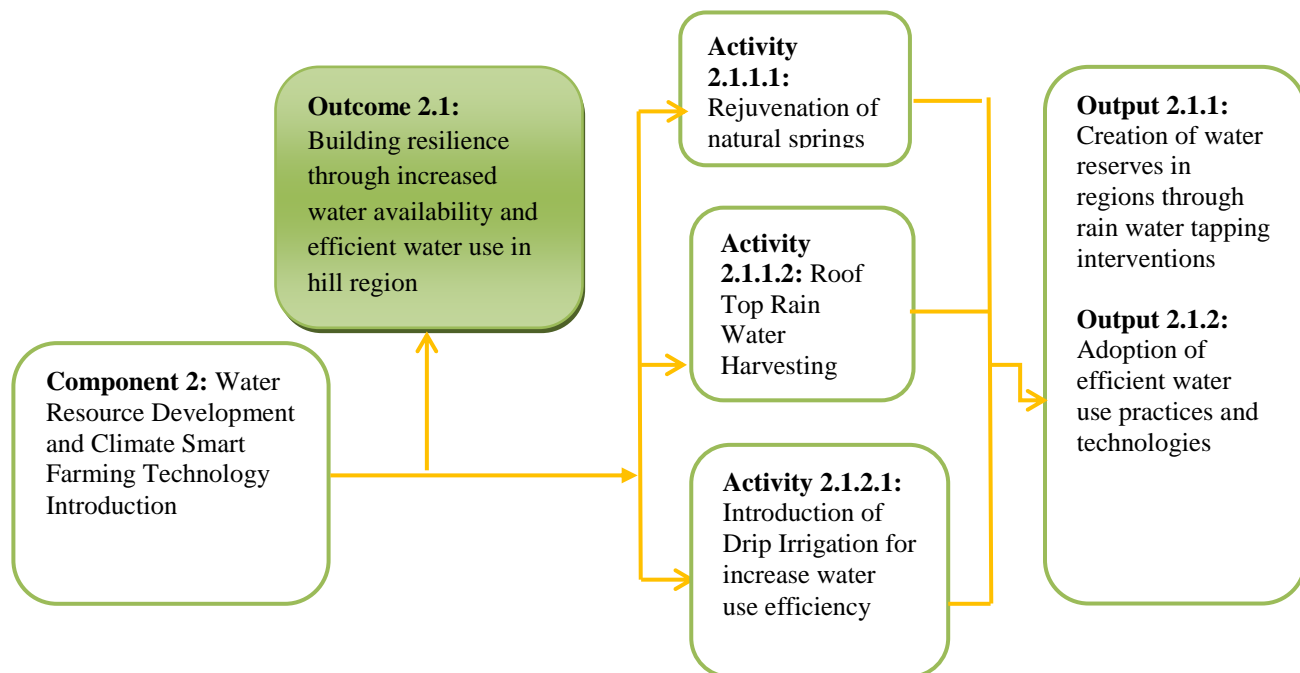 Component 2: Water
Resource Development
and Climate Smart
Farming Technology
Introduction
Outcome 2.1:
Building resilience
through increased
water availability and
efficient water use in
hill region
Activity
2.1.1.1:
Rejuvenation of
natural springs
Activity
2.1.1.2: Roof
Top Rain
Water
Harvesting
Activity 2.1.2.1:
Introduction of
Drip Irrigation for
increase water
use efficiency
Output 2.1.1:
Creation of water
reserves in
regions through
rain water tapping
interventions
Output 2.1.2:
Adoption of
efficient water
use practices and
technologies